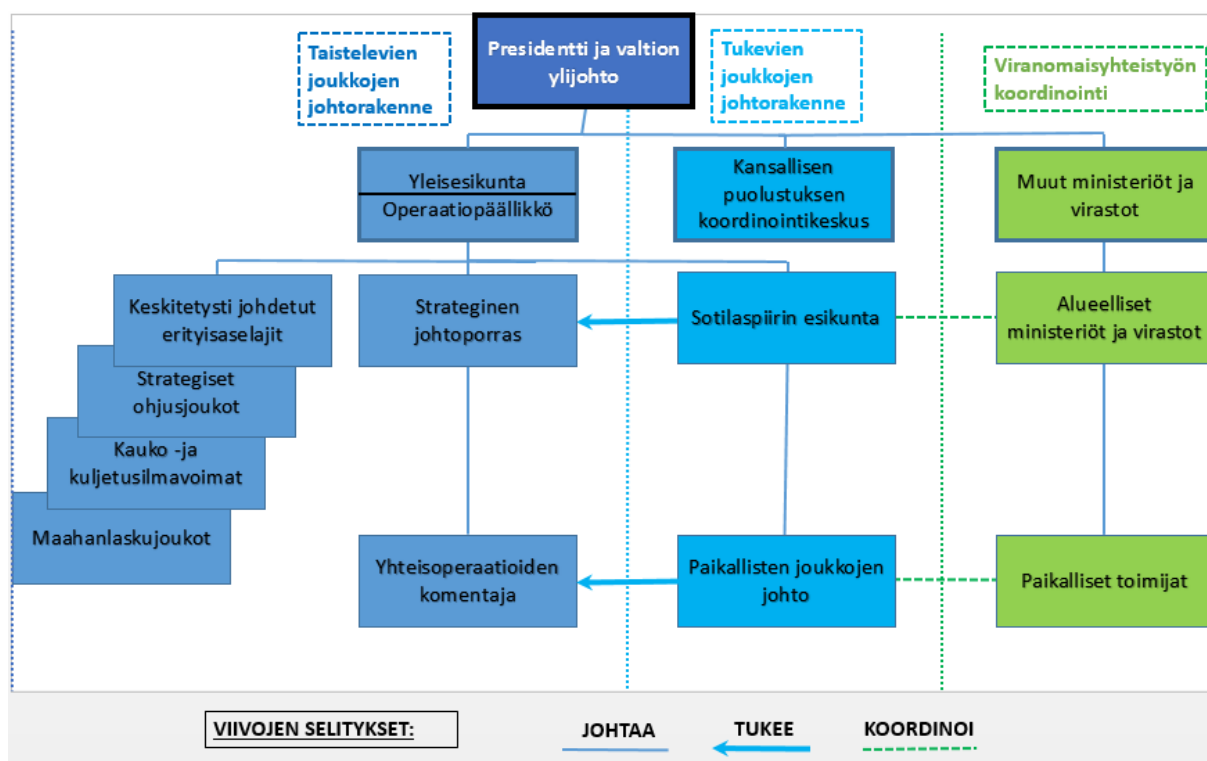 Presidentti ja valtion
ylijohto
Taistelevien
joukkojen
johtorakenne
Tukevien
joukkojen
johtorakenne
Viranomaisyhteistyön
koordinointi
Yleisesikunta
Operaatiopäällikkö
Kansallisen
puolustuksen
koordinointikeskus
Muut ministeriöt ja
virastot
Keskitetysti johdetut
erityisaselajit
Strateginen
johtoporras
Sotilaspiirin esikunta
Alueelliset
ministeriöt ja virastot
Strategiset
ohjusjoukot
Kauko -ja
kuljetusilmavoimat
Maahanlaskujoukot
Yhteisoperaatioiden
komentaja
Paikallisten joukkojen
johto
Paikalliset toimijat
VIIVOJEN SELITYKSET:
JOHTAA
TUKEE
KOORDINOI